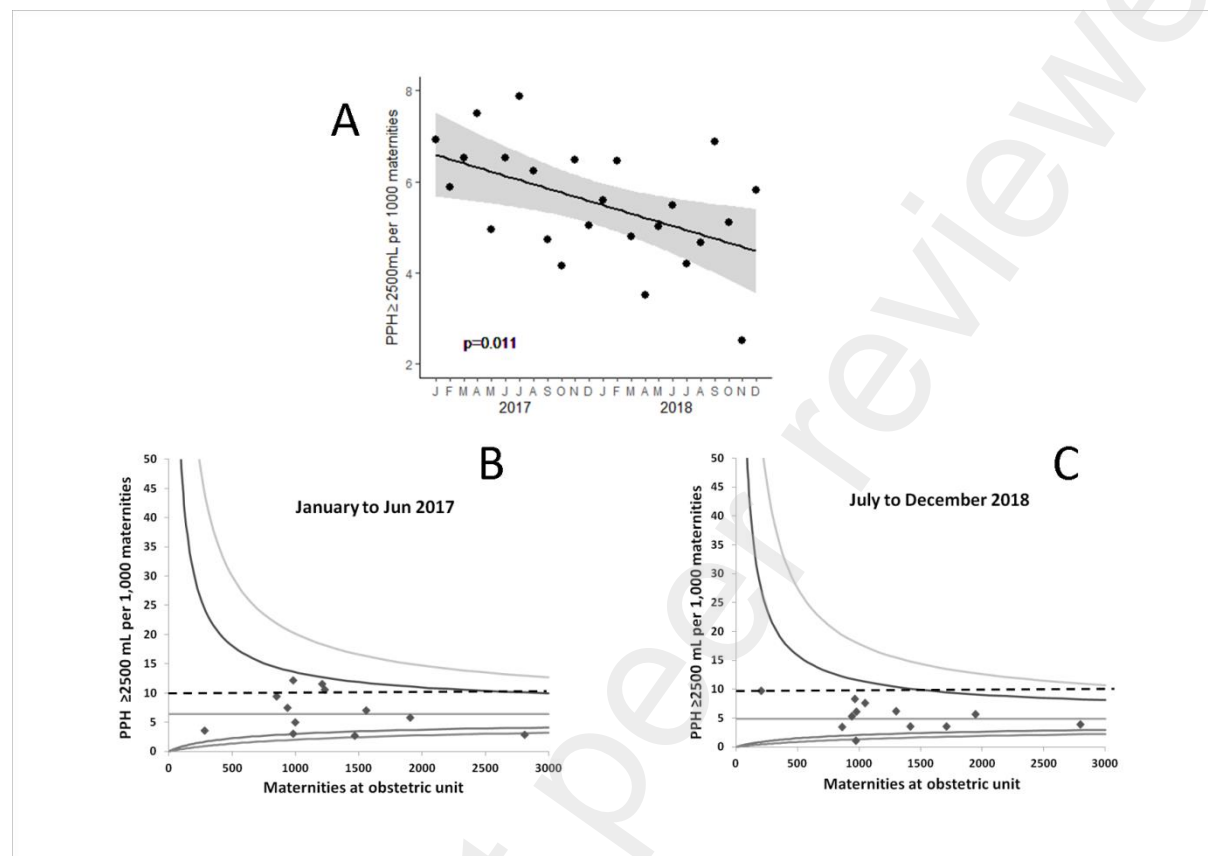 A
PPH≥2500mL per 1000 maternities
8
6
4
2
p=0.011
J F M A M J J A S O N D J F M A M J J A S O N D
2017 2018
B
January to Jun 2017
PPH ≥2500 mL per 1,000 maternities
50
45
40
35
30
25
20
15
10
5
0
0 500 1000 1500 2000 2500 3000
Maternities at obstetric unit
C
July to December 2018
PPH ≥2500 mL per 1,000 maternities
50
45
40
35
30
25
20
15
10
5
0
0 500 1000 1500 2000 2500 3000
Maternities at obstetric unit
peer reviewe